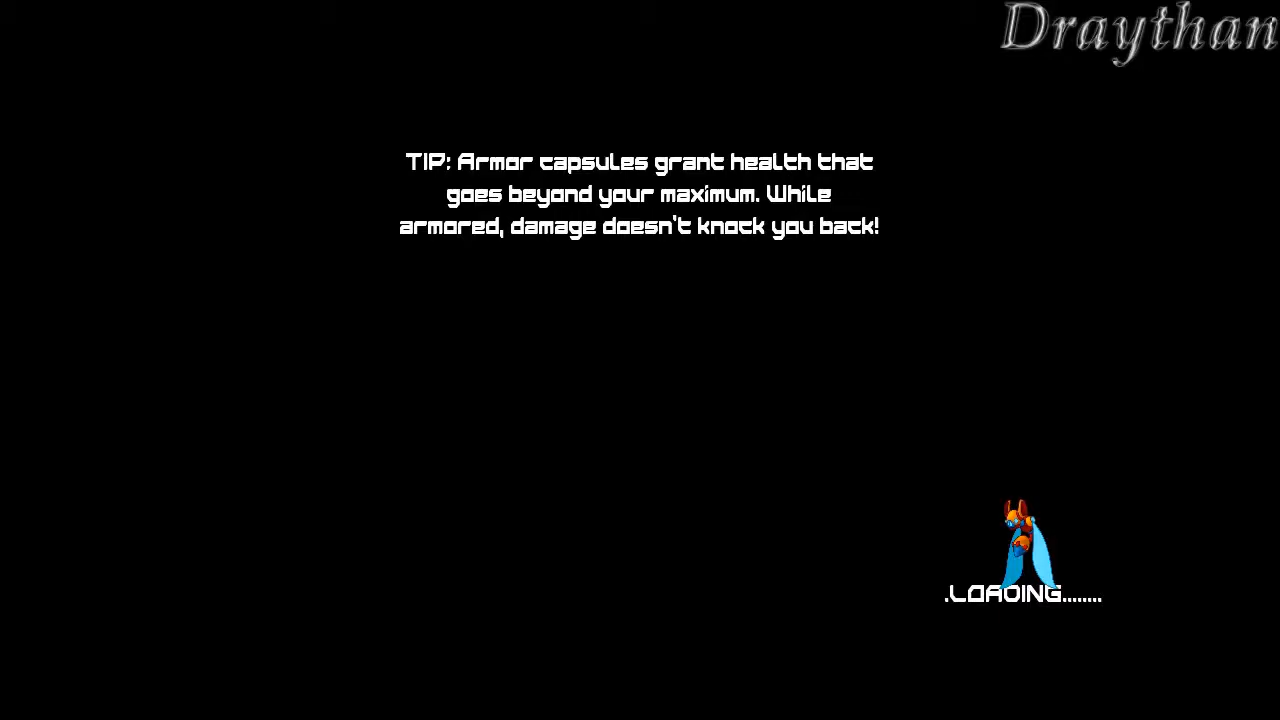 Draythan
TIP: Armor capsules grant health that
goes beyond your maximum. While
armored, damage doesn't knock you back!
.LOADING........